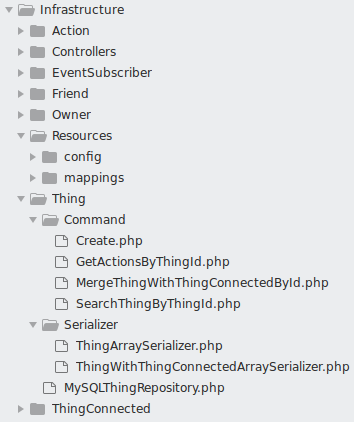 Infrastructure
Action
Controllers
EventSubscriber
Friend
Owner
Resources
config
mappings
Thing
Command
Create.php
GetActionsByThingId.php
MergeThingWithThingConnectedById.php
SearchThingByThingId.php
Serializer
ThingArraySerializer.php
ThingWithThingConnectedArraySerializer.php
MySQLThingRepository.php
ThingConnected